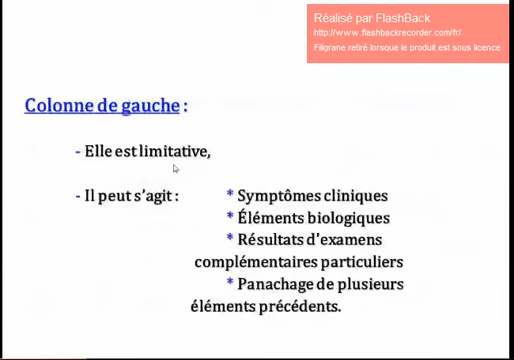 Réalisé par FlashBack
http://www.flashbackrecorder.com/fr/
Filigrane retiré lorsque le produit est sous licence
Colonne de gauche :
- Elle est limitative,
- Il peut s’agit : * Symptômes cliniques
* Éléments biologiques
* Résultats d’examens
complémentaires particuliers
* Panachage de plusieurs
éléments précédents.